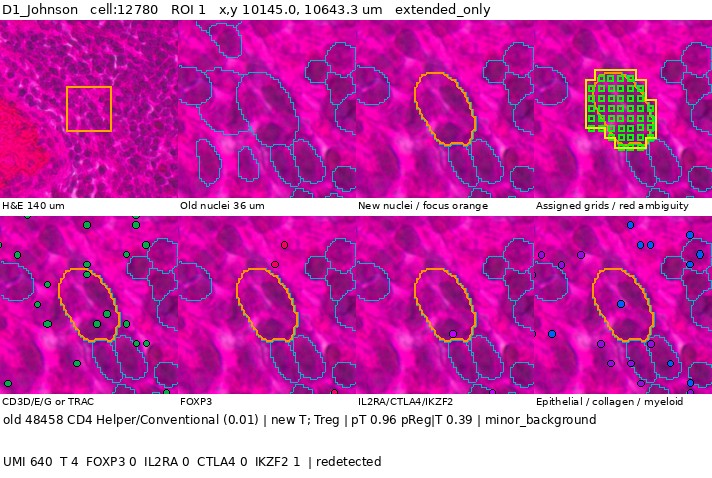 D1_Johnson   cell:12780   ROI 1   x,y 10145.0, 10643.3 um   extended_only
H&E 140 um
Old nuclei 36 um
New nuclei / focus orange
Assigned grids / red ambiguity
CD3D/E/G or TRAC
FOXP3
IL2RA/CTLA4/IKZF2
Epithelial / collagen / myeloid
old 48458 CD4 Helper/Conventional (0.01) | new T; Treg | pT 0.96 pReg|T 0.39 | minor_background
UMI 640  T 4  FOXP3 0  IL2RA 0  CTLA4 0  IKZF2 1  | redetected